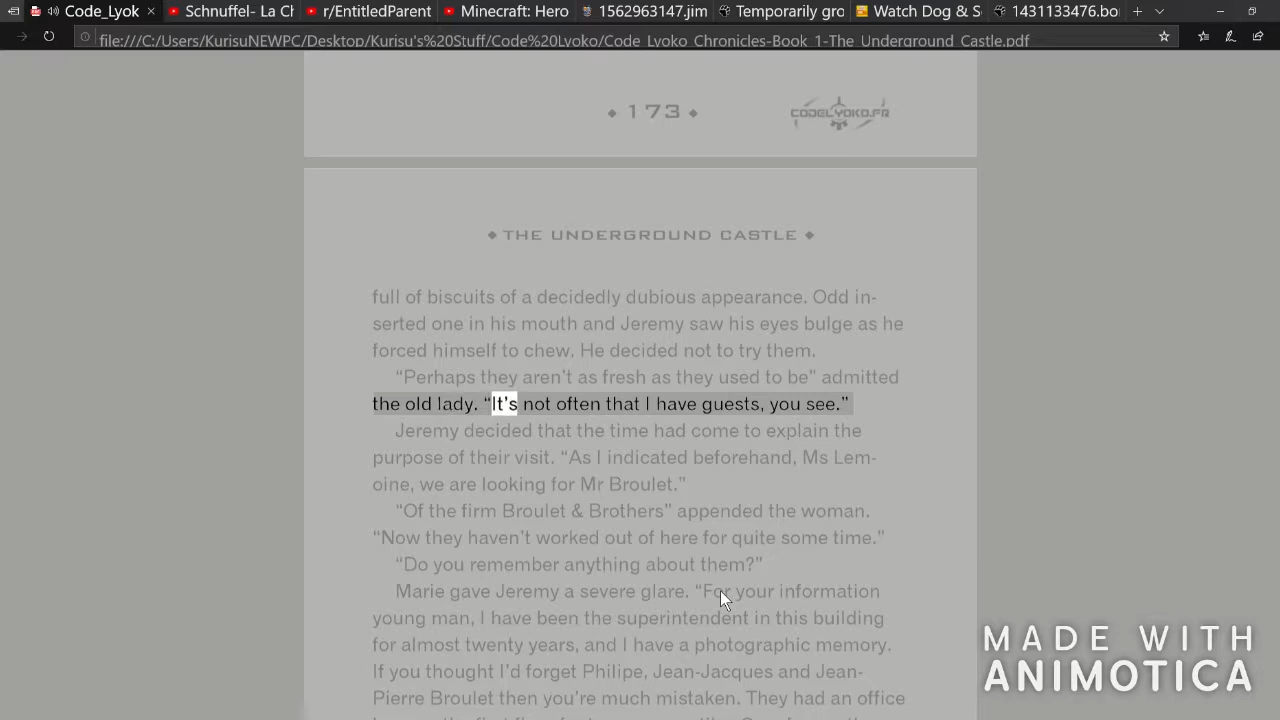 Code_Lyok
Schnuffel- La Cl
r/EntitledParent
Minecraft: Hero
1562963147.jim
Temporarily gro
Watch Dog & S
1431133476.bo
file:///C:/Users/KurisuNEWPC/Desktop/Kurisu's%20Stuff/Code%20Lyoko/Code_Lyoko_Chronicles-Book_1-The_Underground_Castle.pdf
◆ 173 ◆
CODELYOKO.FR
◆ THE UNDERGROUND CASTLE ◆
full of biscuits of a decidedly dubious appearance. Odd in-
serted one in his mouth and Jeremy saw his eyes bulge as he
forced himself to chew. He decided not to try them.
“Perhaps they aren’t as fresh as they used to be” admitted
the old lady. “It’s not often that I have guests, you see.”
Jeremy decided that the time had come to explain the
purpose of their visit. “As I indicated beforehand, Ms Lem-
oine, we are looking for Mr Broulet.”
“Of the firm Broulet & Brothers” appended the woman.
“Now they haven’t worked out of here for quite some time.”
“Do you remember anything about them?”
Marie gave Jeremy a severe glare. “For your information
young man, I have been the superintendent in this building
for almost twenty years, and I have a photographic memory.
If you thought I’d forget Philipe, Jean-Jacques and Jean-
Pierre Broulet then you’re much mistaken. They had an office
MADE WITH
ANIMOTICA